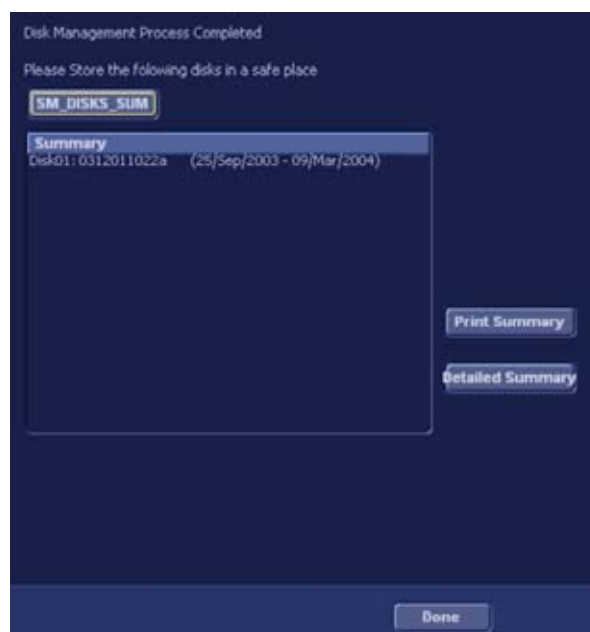 Disk Management Process Completed
Please Store the folowing disks in a safe place
SM_DISKS_SUM
Summary
Disk01: 0312011022a (25/Sep/2003 - 09/Mar/2004)
Print Summary
Detailed Summary
Done